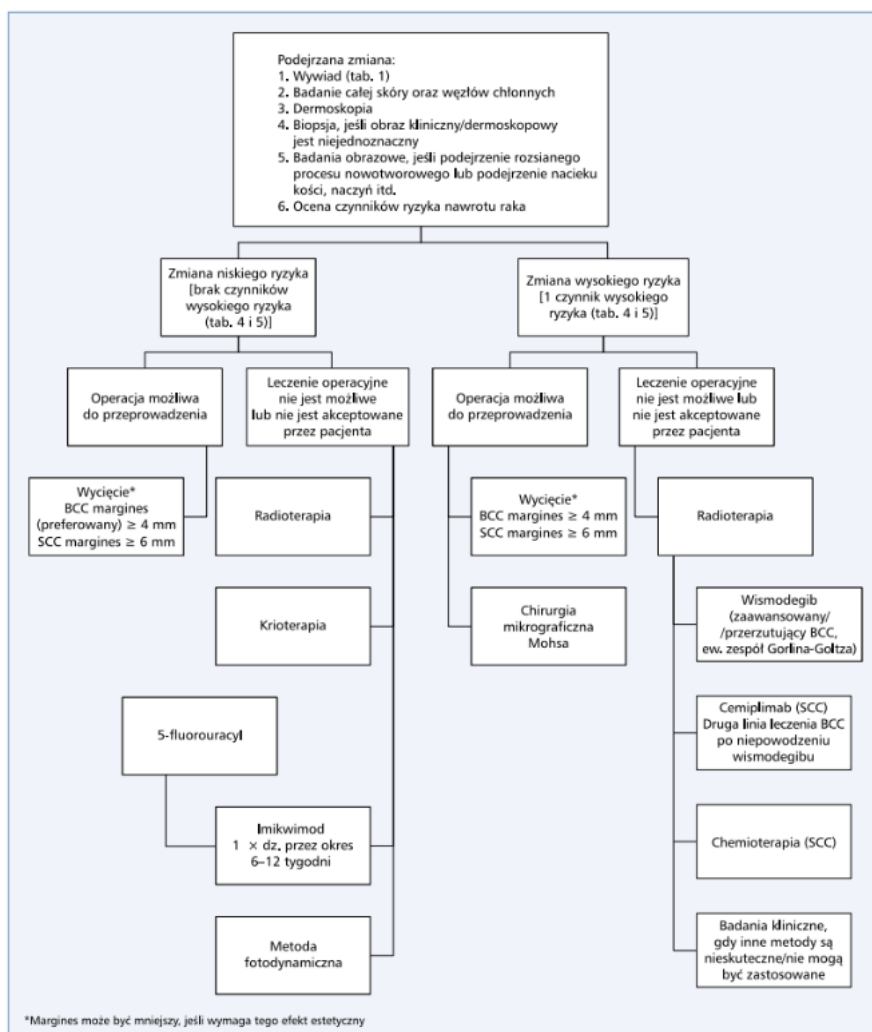 Podejrzana zmiana:
1. Wywiad (tab. 1)
2. Badanie całej skóry oraz węzłów chłonnych
3. Dermoskopia
4. Biopsja, jeśli obraz kliniczny/dermoskopowy
jest niejednoznaczny
5. Badania obrazowe, jeśli podejrzenie rozsianego
procesu nowotworowego lub podejrzenie nacieku
kości, naczyń itd.
6. Ocena czynników ryzyka nawrotu raka
Zmiana niskiego ryzyka
[brak czynników
wysokiego ryzyka
(tab. 4 i 5)]
Zmiana wysokiego ryzyka
[1 czynnik wysokiego
ryzyka (tab. 4 i 5)]
Operacja możliwa
do przeprowadzenia
Leczenie operacyjne
nie jest możliwe
lub nie jest akceptowane
przez pacjenta
Operacja możliwa
do przeprowadzenia
Leczenie operacyjne
nie jest możliwe lub
nie jest akceptowane
przez pacjenta
Wycięcie*
BCC margines
(preferowany) ≥ 4 mm
SCC margines ≥ 6 mm
Radioterapia
Wycięcie*
BCC margines ≥ 4 mm
SCC margines ≥ 6 mm
Radioterapia
Krioterapia
Chirurgia
mikrograficzna
Mohsa
Wismodegib
(zaawansowany/
/przerzutujący BCC,
ew. zespół Gorlina-Goltza)
5-fluorouracyl
Cemiplimab (SCC)
Druga linia leczenia BCC
po niepowodzeniu
wismodegibu
Imikwimod
1 × dz. przez okres
6–12 tygodni
Chemioterapia (SCC)
Metoda
fotodynamiczna
Badania kliniczne,
gdy inne metody są
nieskuteczne/nie mogą
być zastosowane
*Margines może być mniejszy, jeśli wymaga tego efekt estetyczny